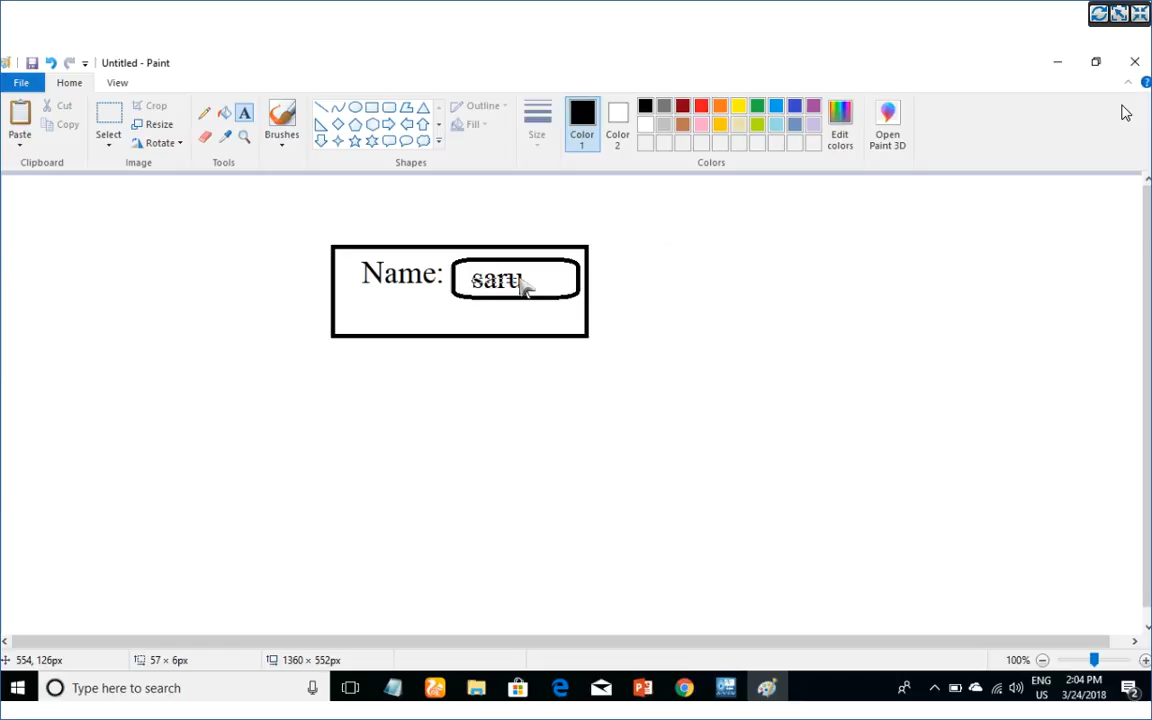 Untitled - Paint
File Home View
Paste
Cut
Copy
Clipboard
Select
Crop
Resize
Rotate
Image
A
Tools
Brushes
Outline
Fill
Shapes
Size
Color 1
Color 2
Edit colors
Colors
Open Paint 3D
Name: saru
554, 126px 57 × 6px 1360 × 552px 100%
Type here to search
ENG US
2:04 PM
3/24/2018
2